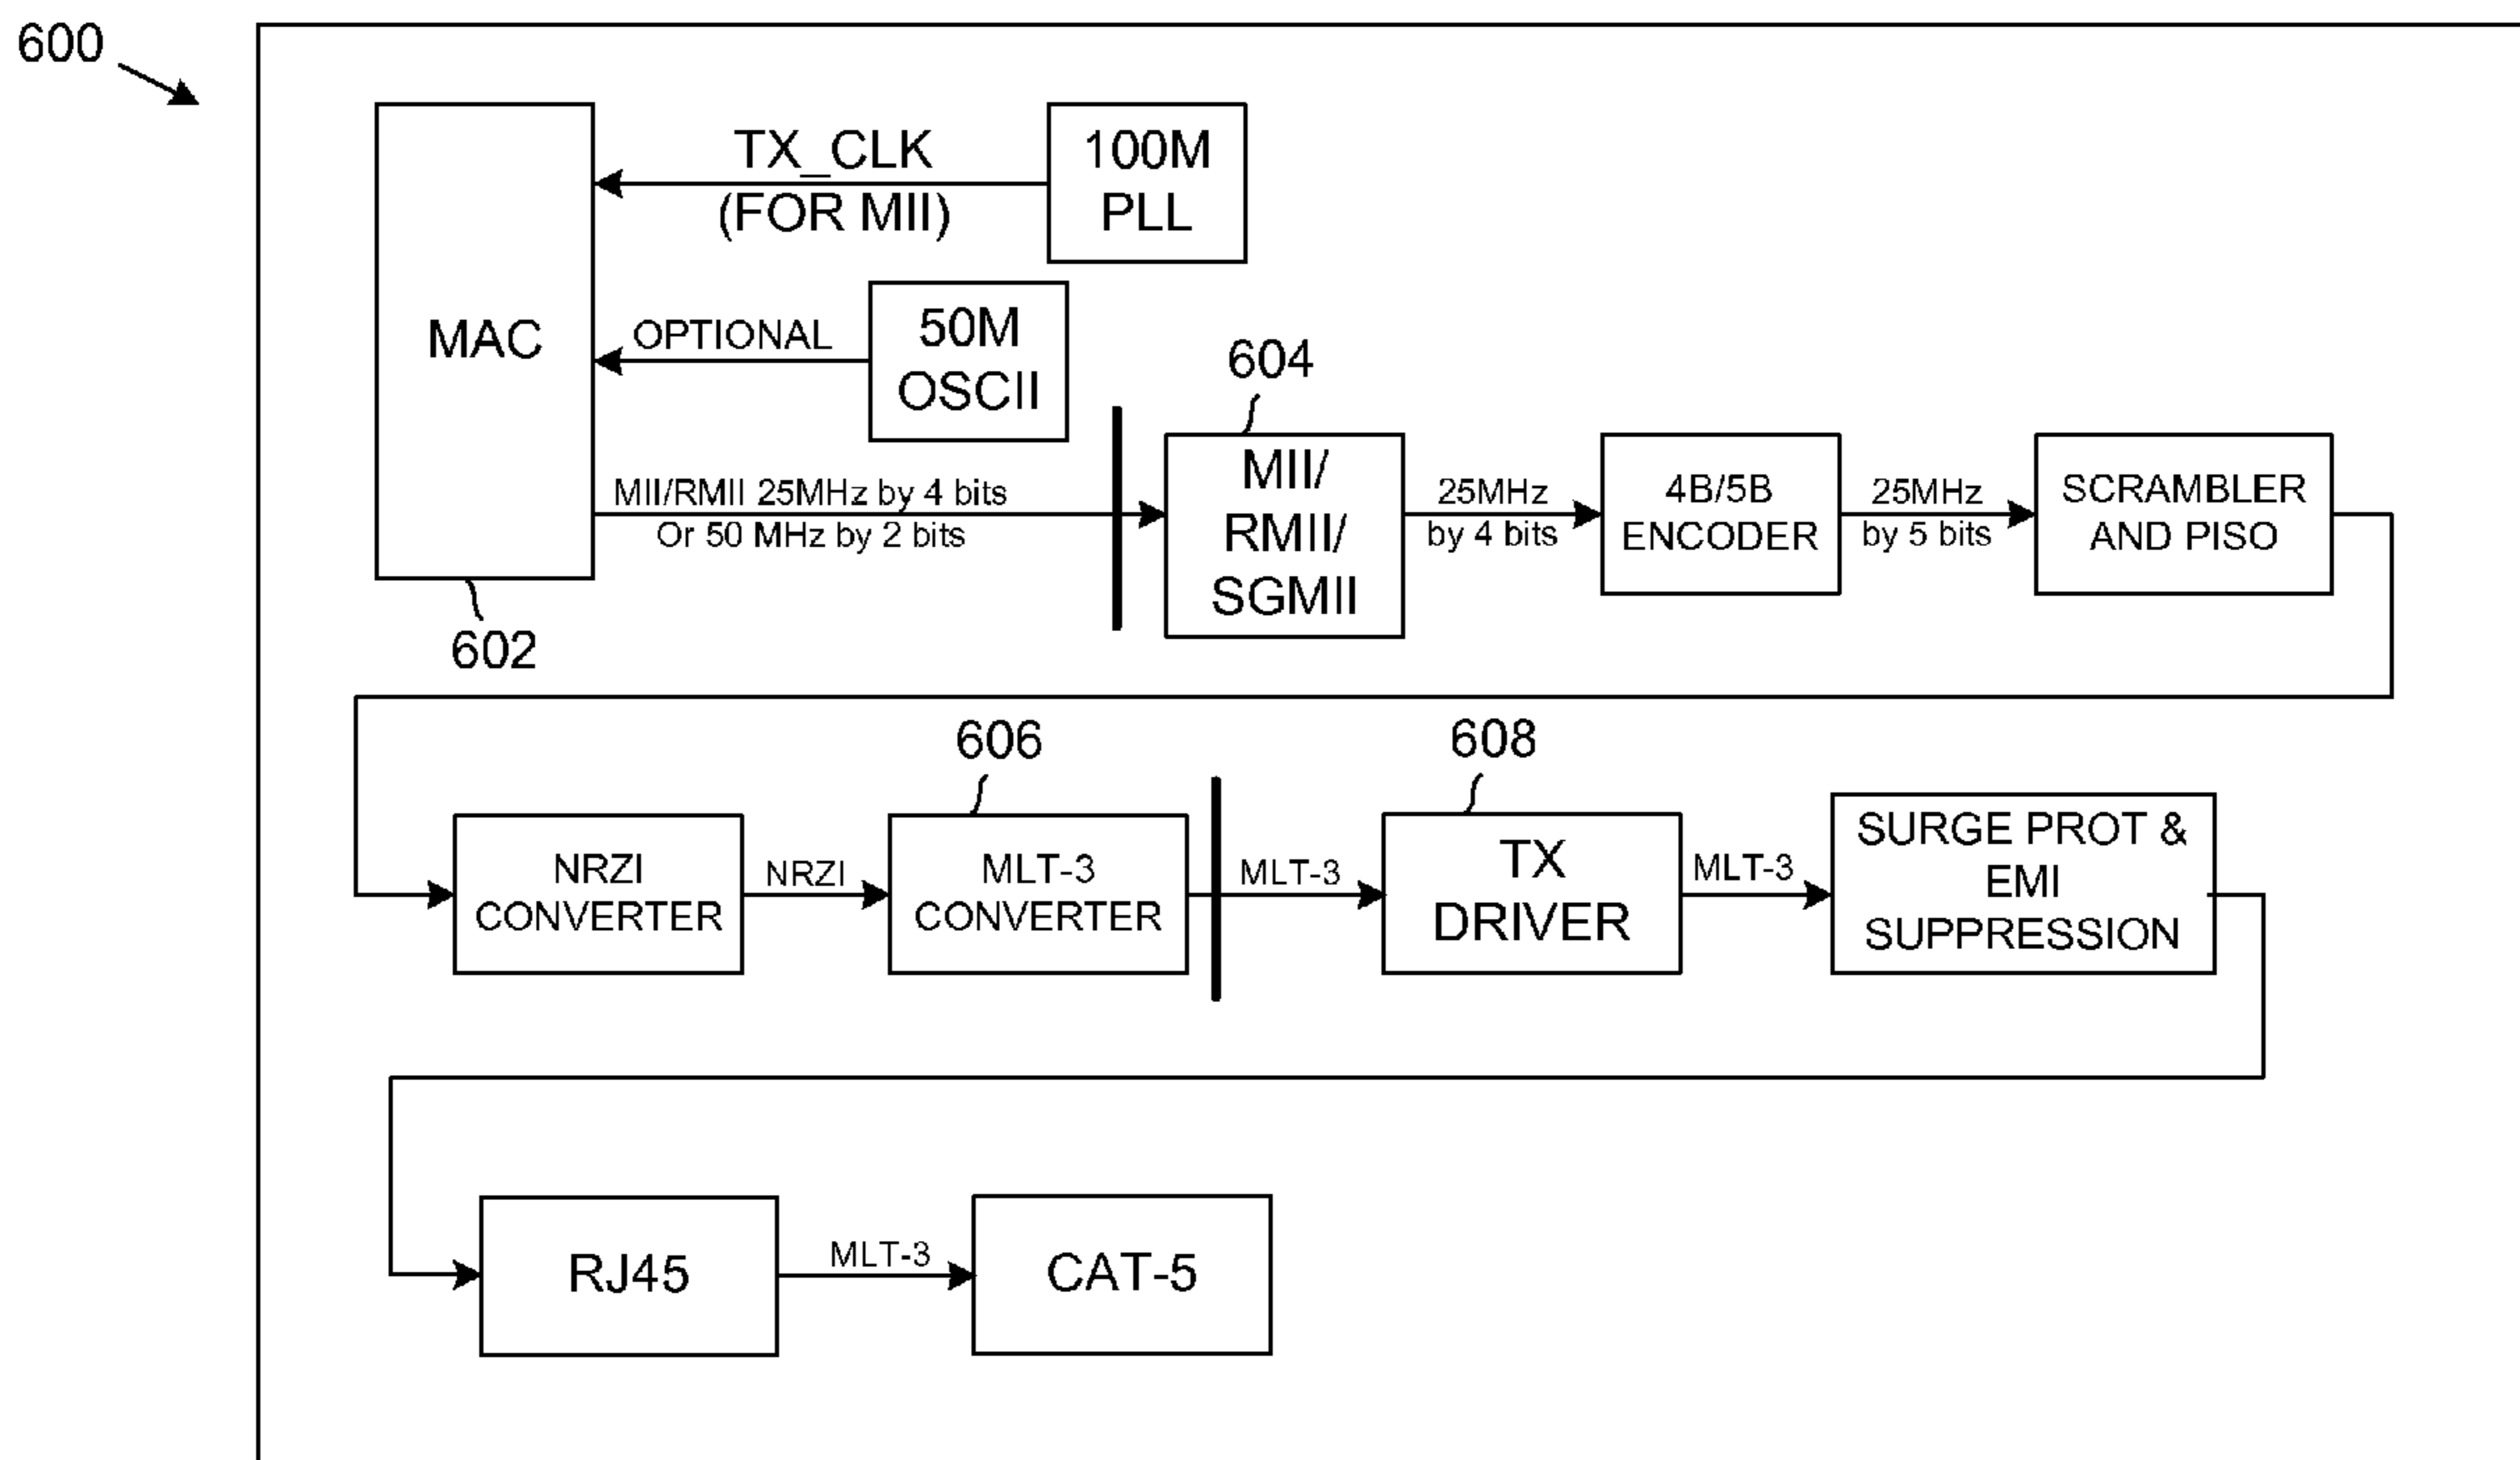 600
TX_CLK
(FOR MII)
100M
PLL
MAC
OPTIONAL
50M
OSCII
604
MII/RMII 25MHz by 4 bits
Or 50 MHz by 2 bits
MII/
RMII/
SGMII
25MHz
by 4 bits
4B/5B
ENCODER
25MHz
by 5 bits
SCRAMBLER
AND PISO
602
606
608
NRZI
CONVERTER
NRZI
MLT-3
CONVERTER
MLT-3
TX
DRIVER
MLT-3
SURGE PROT &
EMI
SUPPRESSION
RJ45
MLT-3
CAT-5